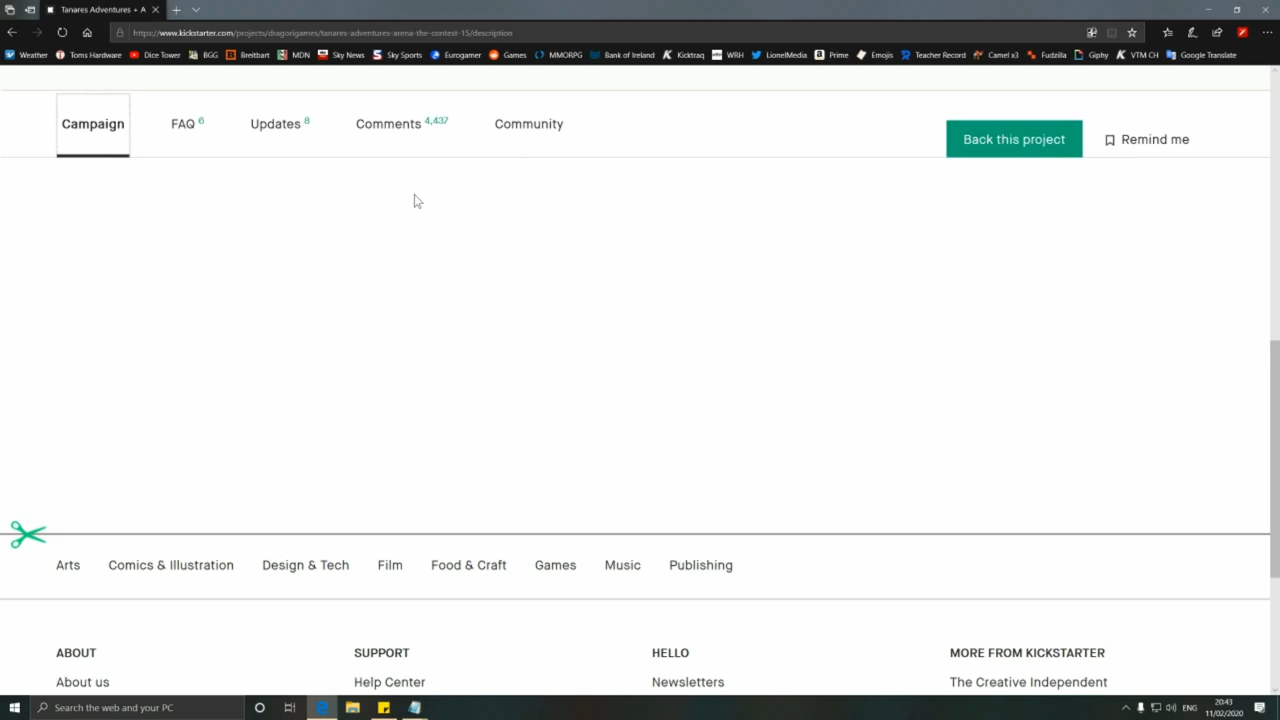 Tanares Adventures + A
https://www.kickstarter.com/projects/dragorigames/tanares-adventures-arena-the-contest-15/description
Weather Toms Hardware Dice Tower BGG Breitbart MDN Sky News Sky Sports Eurogamer Games MMORPG Bank of Ireland Kicktraq WRH LionelMedia Prime Emojis Teacher Record Camel x3 Fudzilla Giphy VTM CH Google Translate
Campaign FAQ 6 Updates 8 Comments 4,437 Community
Back this project Remind me
Arts Comics & Illustration Design & Tech Film Food & Craft Games Music Publishing
ABOUT SUPPORT HELLO MORE FROM KICKSTARTER
About us Help Center Newsletters The Creative Independent
Search the web and your PC
ENG
20:43
11/02/2020